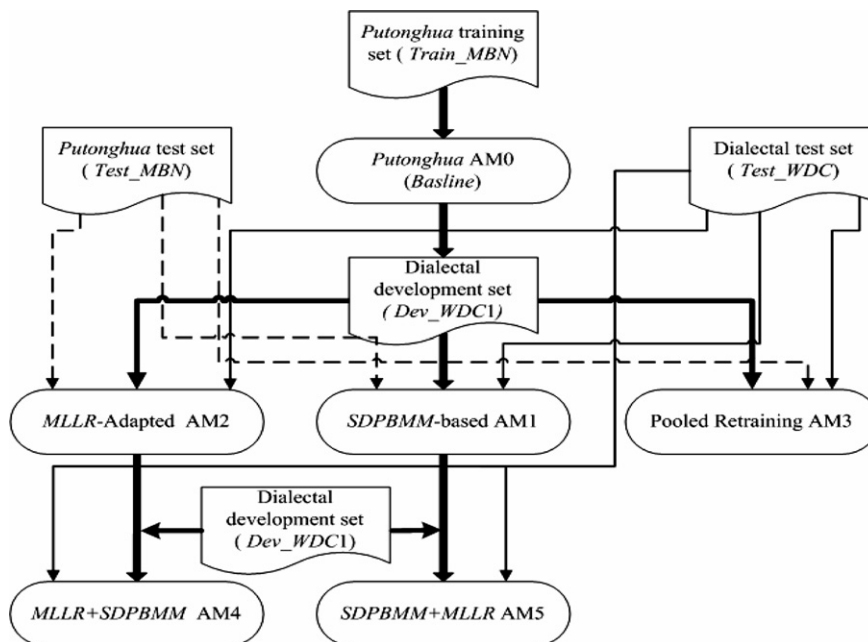 Putonghua training
set ( Train_MBN)
Putonghua test set
( Test_MBN)
Putonghua AM0
(Basline)
Dialectal test set
( Test_WDC)
Dialectal
development set
( Dev_WDC1)
MLLR-Adapted AM2
SDPBMM-based AM1
Pooled Retraining AM3
Dialectal
development set
( Dev_WDC1)
MLLR+SDPBMM AM4
SDPBMM+MLLR AM5